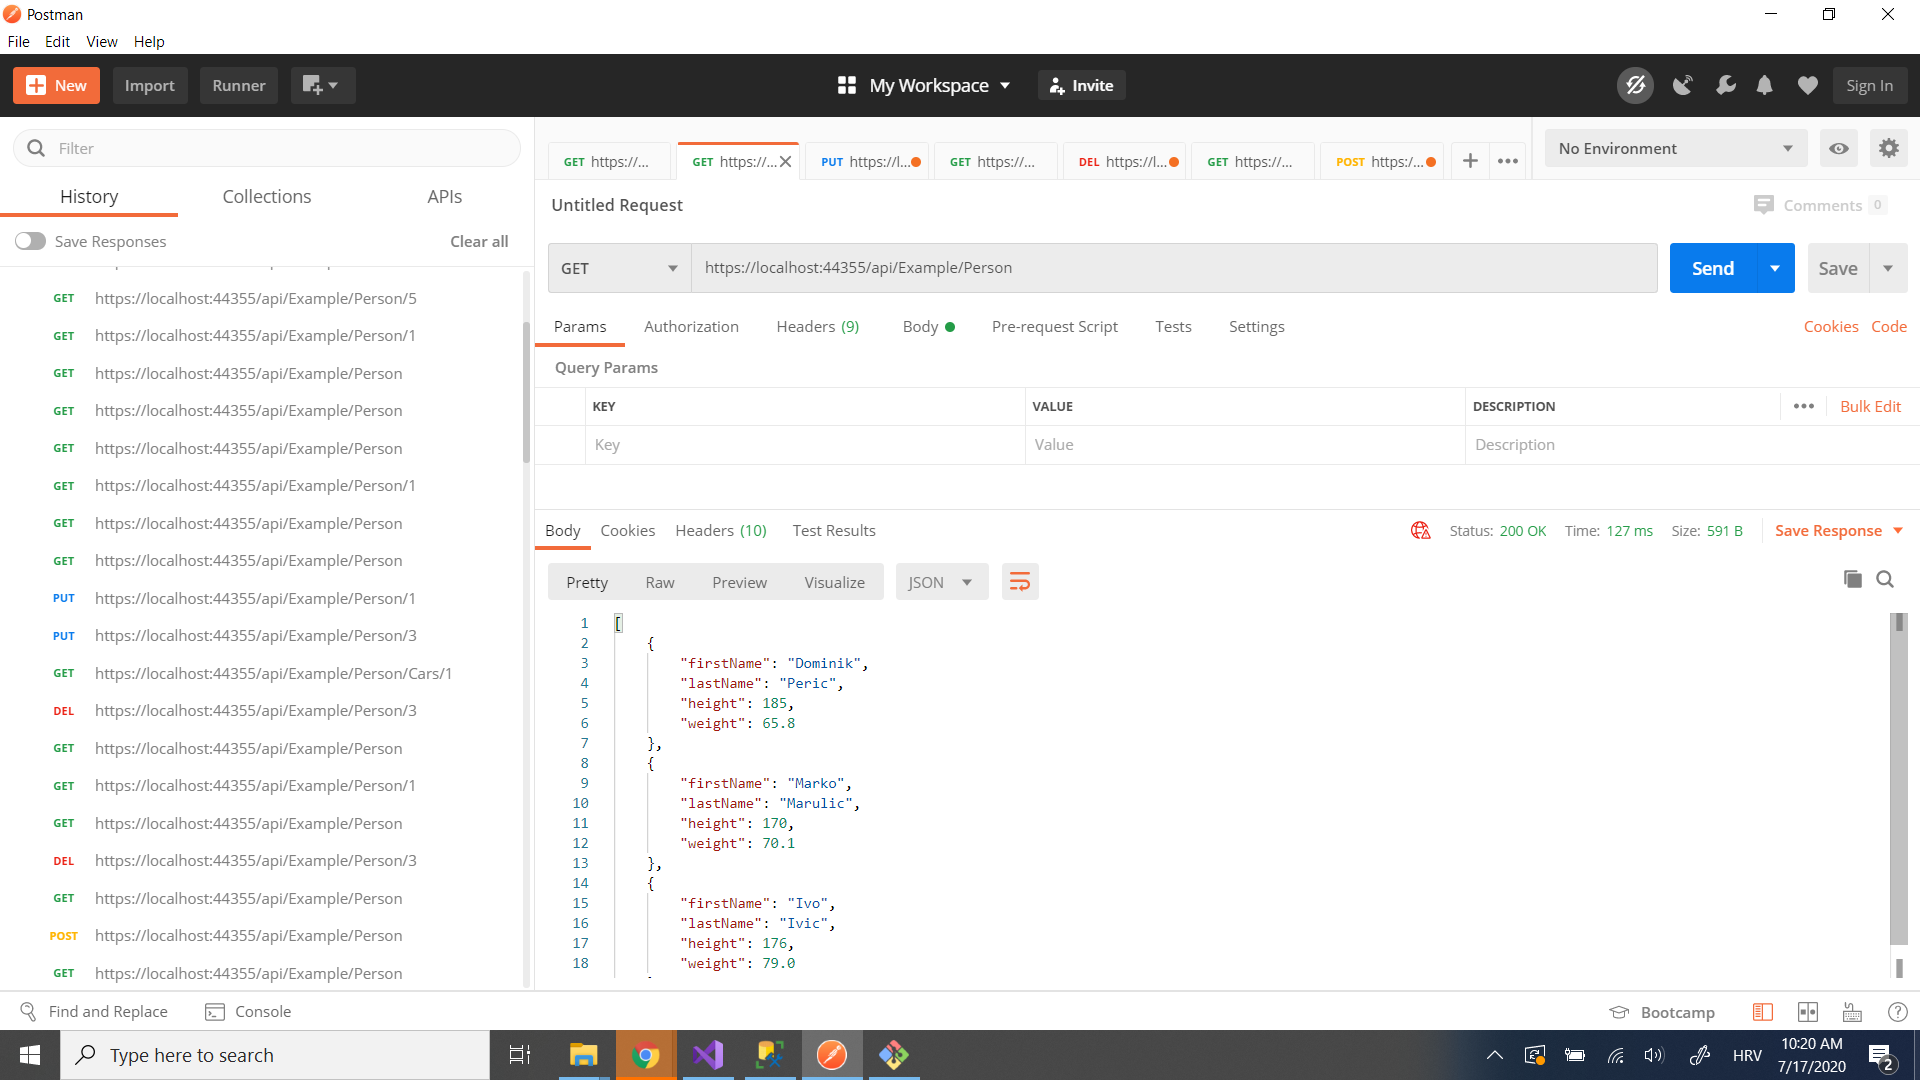 Postman
File Edit View Help
New Import Runner My Workspace Invite Sign In
Filter
History Collections APIs
Save Responses Clear all
GET https://localhost:44355/api/Example/Person/5
GET https://localhost:44355/api/Example/Person/1
GET https://localhost:44355/api/Example/Person
GET https://localhost:44355/api/Example/Person
GET https://localhost:44355/api/Example/Person
GET https://localhost:44355/api/Example/Person/1
GET https://localhost:44355/api/Example/Person
GET https://localhost:44355/api/Example/Person
PUT https://localhost:44355/api/Example/Person/1
PUT https://localhost:44355/api/Example/Person/3
GET https://localhost:44355/api/Example/Person/Cars/1
DEL https://localhost:44355/api/Example/Person/3
GET https://localhost:44355/api/Example/Person
GET https://localhost:44355/api/Example/Person/1
GET https://localhost:44355/api/Example/Person
DEL https://localhost:44355/api/Example/Person/3
GET https://localhost:44355/api/Example/Person
POST https://localhost:44355/api/Example/Person
GET https://localhost:44355/api/Example/Person
GET https://... GET https://... PUT https://l... GET https://... DEL https://l... GET https://... POST https:/... No Environment
Untitled Request Comments 0
GET https://localhost:44355/api/Example/Person Send Save
Params Authorization Headers (9) Body Pre-request Script Tests Settings Cookies Code
Query Params
KEY VALUE DESCRIPTION Bulk Edit
Key Value Description
Body Cookies Headers (10) Test Results Status: 200 OK Time: 127 ms Size: 591 B Save Response
Pretty Raw Preview Visualize JSON
1 [
2 {
3 "firstName": "Dominik",
4 "lastName": "Peric",
5 "height": 185,
6 "weight": 65.8
7 },
8 {
9 "firstName": "Marko",
10 "lastName": "Marulic",
11 "height": 170,
12 "weight": 70.1
13 },
14 {
15 "firstName": "Ivo",
16 "lastName": "Ivic",
17 "height": 176,
18 "weight": 79.0
Find and Replace Console Bootcamp
Type here to search HRV 10:20 AM
7/17/2020 2